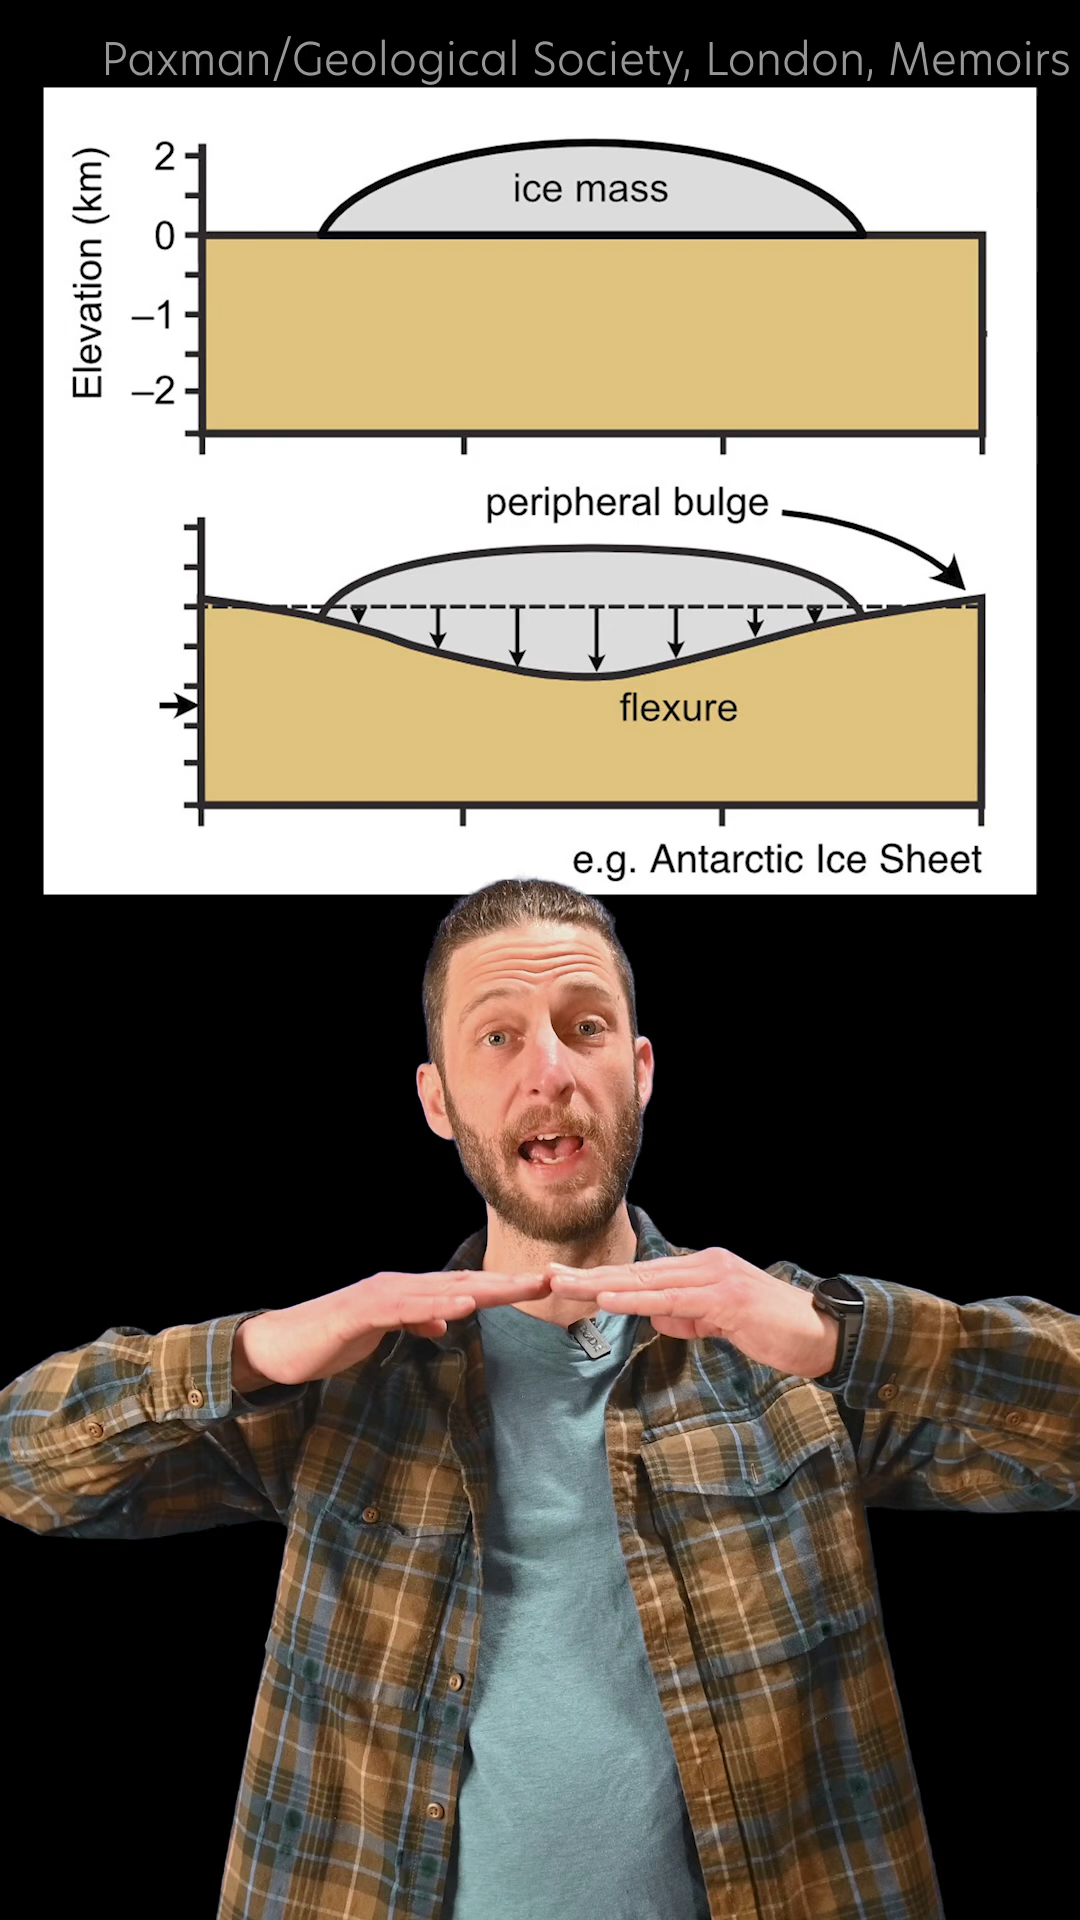 Paxman/Geological Society, London, Memoirs
Elevation (km)
2
0
–1
–2
ice mass
peripheral bulge
flexure
e.g. Antarctic Ice Sheet